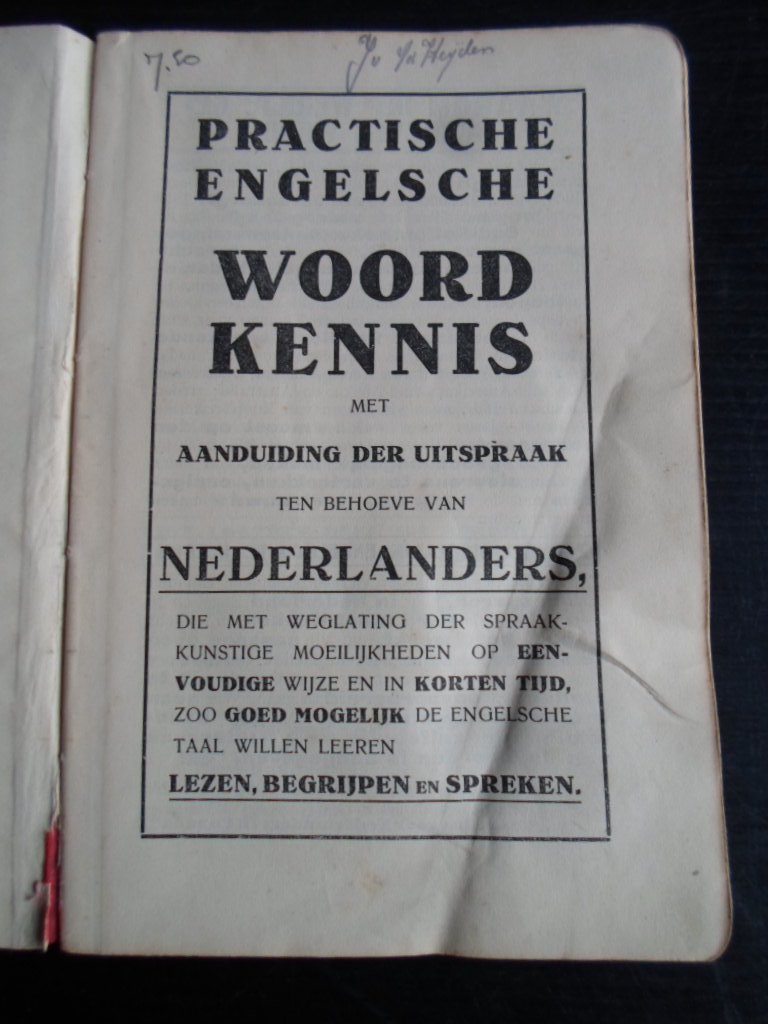 7.50
v/d Heyden
PRACTISCHE
ENGELSCHE
WOORD
KENNIS
MET
AANDUIDING DER UITSPRAAK
TEN BEHOEVE VAN
NEDERLANDERS,
DIE MET WEGLATING DER SPRAAK-
KUNSTIGE MOEILIJKHEDEN OP EEN-
VOUDIGE WIJZE EN IN KORTEN TIJD,
ZOO GOED MOGELIJK DE ENGELSCHE
TAAL WILLEN LEEREN
LEZEN, BEGRIJPEN EN SPREKEN.